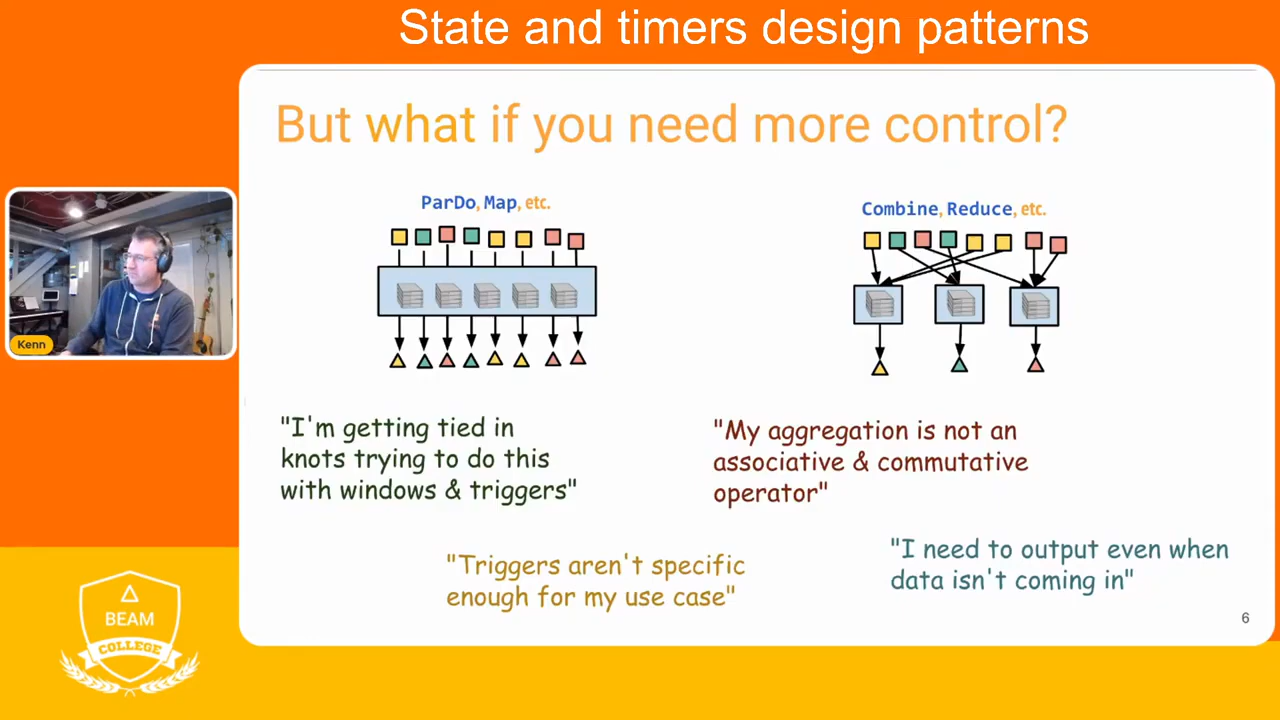 State and timers design patterns
But what if you need more control?
ParDo, Map, etc.
Combine, Reduce, etc.
"I'm getting tied in
knots trying to do this
with windows & triggers"
"My aggregation is not an
associative & commutative
operator"
"Triggers aren't specific
enough for my use case"
"I need to output even when
data isn't coming in"
6
Kenn
BEAM
COLLEGE